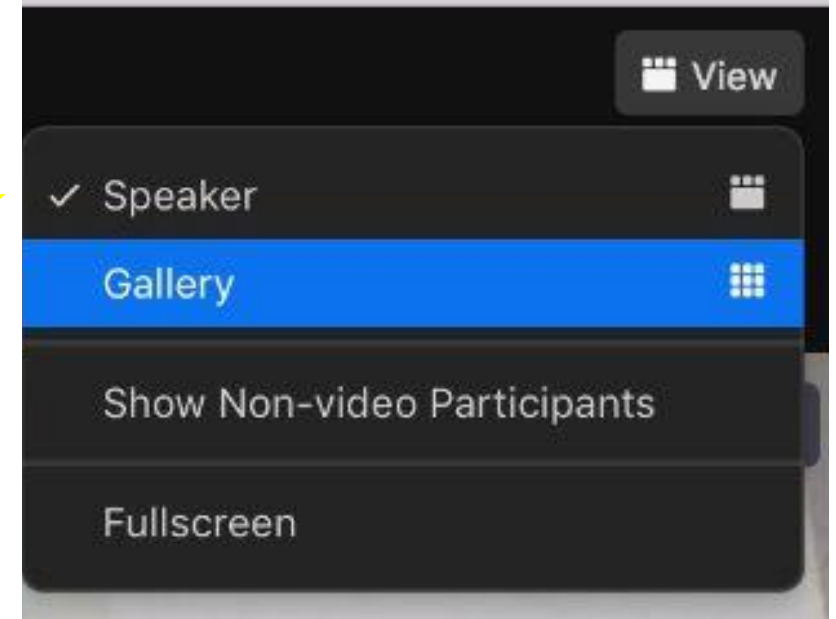 View
Speaker
Gallery
Show Non-video Participants
Fullscreen